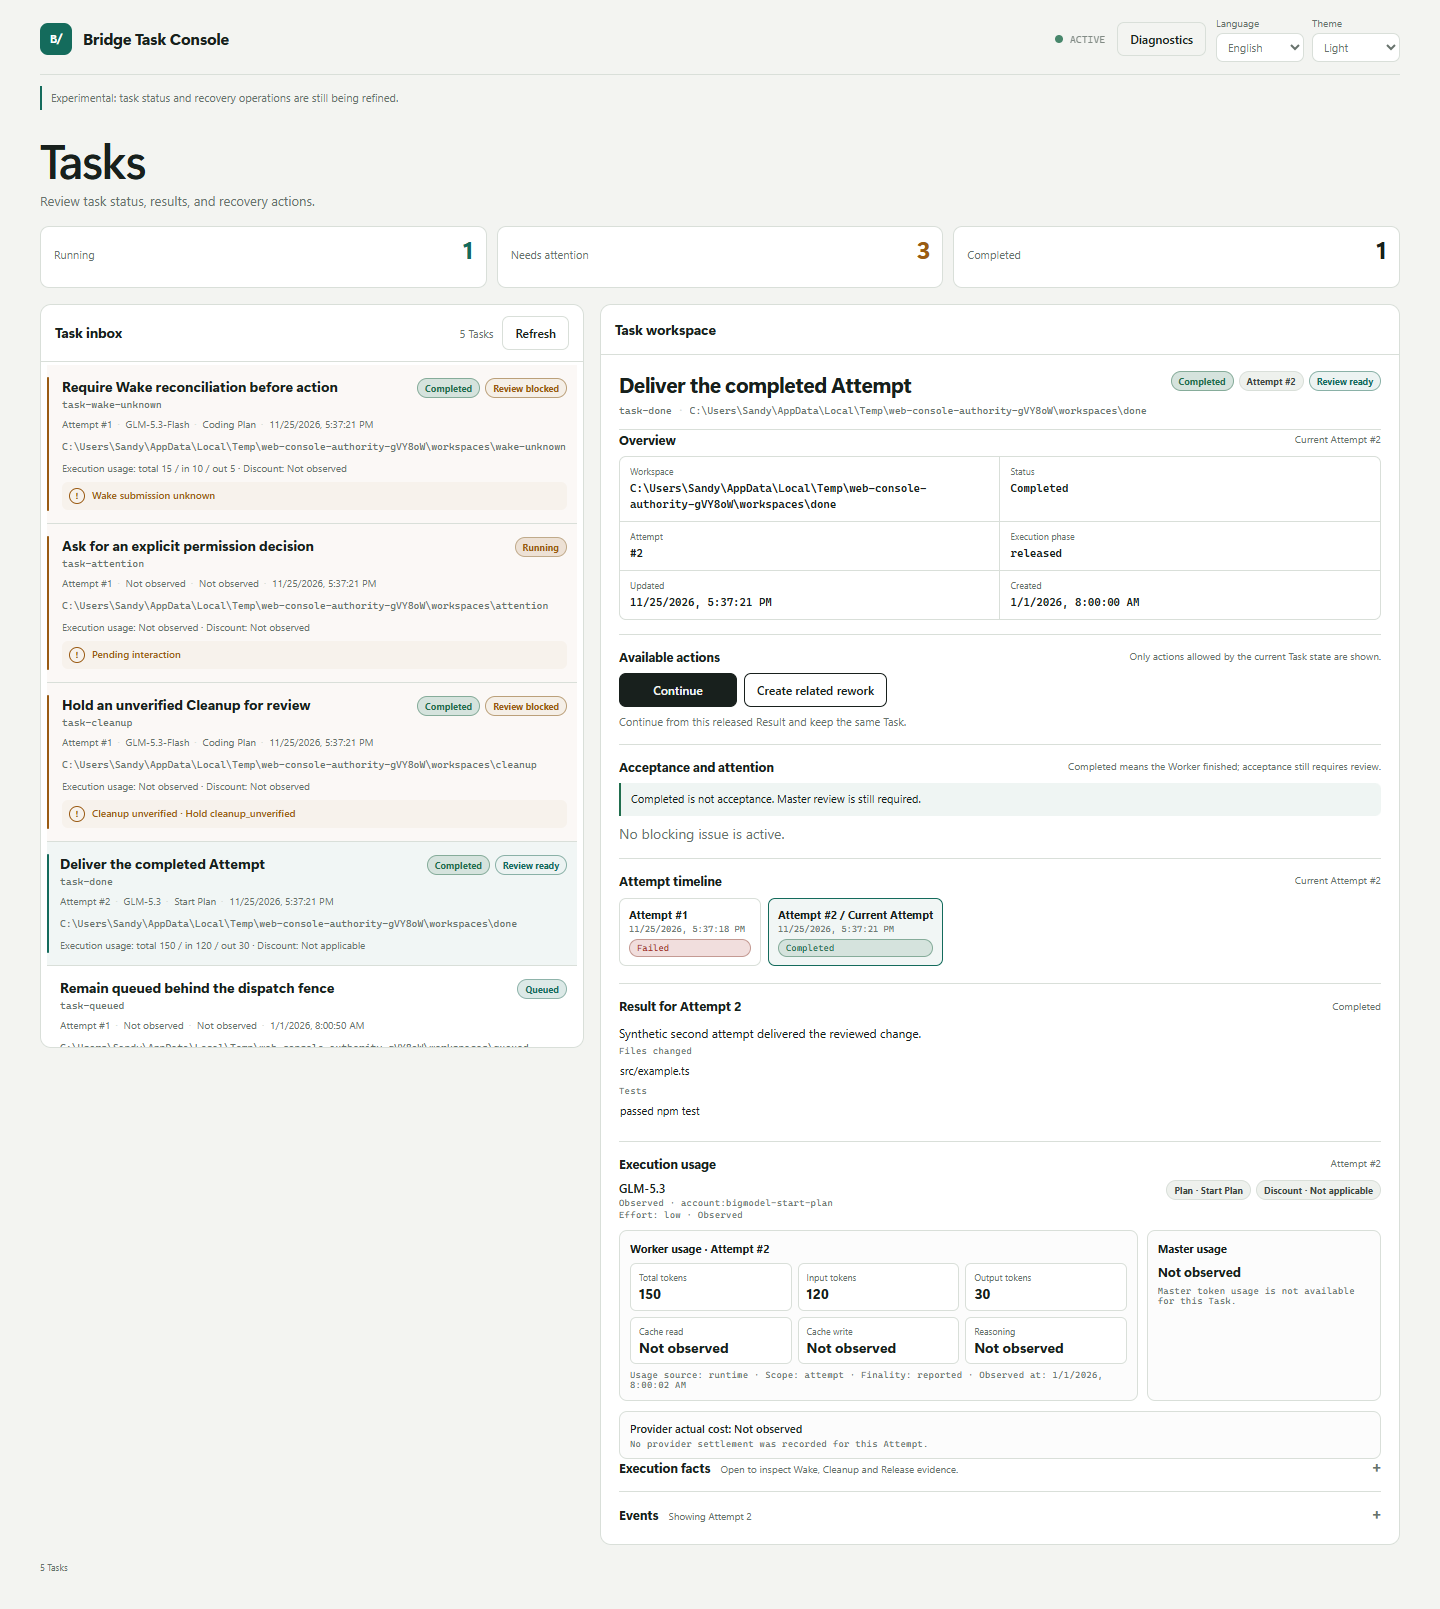 B/
Bridge Task Console
ACTIVE
Diagnostics
Language
English
Theme
Light
Experimental: task status and recovery operations are still being refined.
Tasks
Review task status, results, and recovery actions.
Running
1
Needs attention
3
Completed
1
Task inbox
5 Tasks
Refresh
Require Wake reconciliation before action
Completed
Review blocked
task-wake-unknown
Attempt #1 · GLM-5.3-Flash · Coding Plan · 11/25/2026, 5:37:21 PM
C:\Users\Sandy\AppData\Local\Temp\web-console-authority-gVY8oW\workspaces\wake-unknown
Execution usage: total 15 / in 10 / out 5 · Discount: Not observed
! Wake submission unknown
Ask for an explicit permission decision
Running
task-attention
Attempt #1 · Not observed · Not observed · 11/25/2026, 5:37:21 PM
C:\Users\Sandy\AppData\Local\Temp\web-console-authority-gVY8oW\workspaces\attention
Execution usage: Not observed · Discount: Not observed
! Pending interaction
Hold an unverified Cleanup for review
Completed
Review blocked
task-cleanup
Attempt #1 · GLM-5.3-Flash · Coding Plan · 11/25/2026, 5:37:21 PM
C:\Users\Sandy\AppData\Local\Temp\web-console-authority-gVY8oW\workspaces\cleanup
Execution usage: Not observed · Discount: Not observed
! Cleanup unverified · Hold cleanup_unverified
Deliver the completed Attempt
Completed
Review ready
task-done
Attempt #2 · GLM-5.3 · Start Plan · 11/25/2026, 5:37:21 PM
C:\Users\Sandy\AppData\Local\Temp\web-console-authority-gVY8oW\workspaces\done
Execution usage: total 150 / in 120 / out 30 · Discount: Not applicable
Remain queued behind the dispatch fence
Queued
task-queued
Attempt #1 · Not observed · Not observed · 1/1/2026, 8:00:50 AM
C:\Users\Sandy\AppData\Local\Temp\web-console-authority-gVY8oW\workspaces\queued
Task workspace
Deliver the completed Attempt
Completed
Attempt #2
Review ready
task-done · C:\Users\Sandy\AppData\Local\Temp\web-console-authority-gVY8oW\workspaces\done
Overview
Current Attempt #2
Workspace
C:\Users\Sandy\AppData\Local\Temp\web-console-
authority-gVY8oW\workspaces\done
Status
Completed
Attempt
#2
Execution phase
released
Updated
11/25/2026, 5:37:21 PM
Created
1/1/2026, 8:00:00 AM
Available actions
Only actions allowed by the current Task state are shown.
Continue
Create related rework
Continue from this released Result and keep the same Task.
Acceptance and attention
Completed means the Worker finished; acceptance still requires review.
Completed is not acceptance. Master review is still required.
No blocking issue is active.
Attempt timeline
Current Attempt #2
Attempt #1
11/25/2026, 5:37:18 PM
Failed
Attempt #2 / Current Attempt
11/25/2026, 5:37:21 PM
Completed
Result for Attempt 2
Completed
Synthetic second attempt delivered the reviewed change.
Files changed
src/example.ts
Tests
passed npm test
Execution usage
Attempt #2
GLM-5.3
Plan · Start Plan
Discount · Not applicable
Observed · account:bigmodel-start-plan
Effort: low · Observed
Worker usage · Attempt #2
Total tokens
150
Input tokens
120
Output tokens
30
Cache read
Not observed
Cache write
Not observed
Reasoning
Not observed
Usage source: runtime · Scope: attempt · Finality: reported · Observed at: 1/1/2026,
8:00:02 AM
Master usage
Not observed
Master token usage is not available
for this Task.
Provider actual cost: Not observed
No provider settlement was recorded for this Attempt.
Execution facts
Open to inspect Wake, Cleanup and Release evidence.
+
Events
Showing Attempt 2
+
5 Tasks